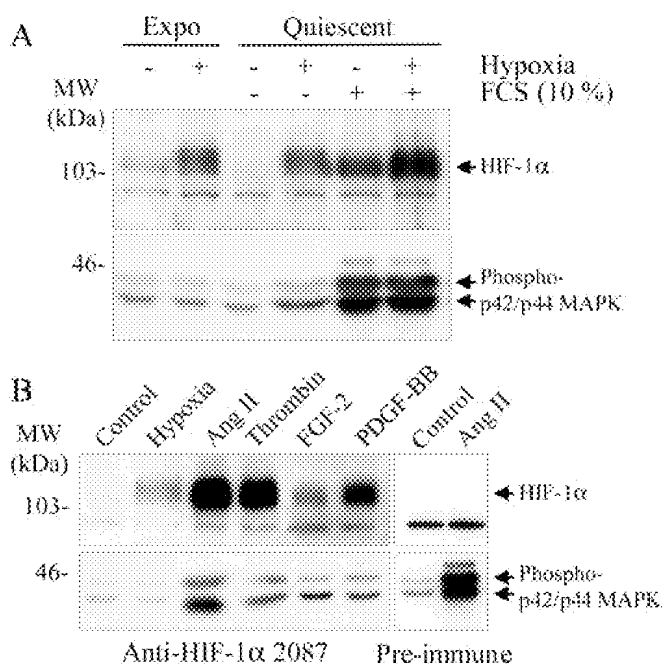 A
Expo Quiescent
- + - + - + Hypoxia
- - + + FCS (10 %)
MW
(kDa)
103-
HIF-1α
46-
Phospho-
p42/p44 MAPK
B
Control Hypoxia Ang II Thrombin FGF-2 PDGF-BB Control Ang II
MW
(kDa)
103-
HIF-1α
46-
Phospho-
p42/p44 MAPK
Anti-HIF-1α 2087 Pre-immune